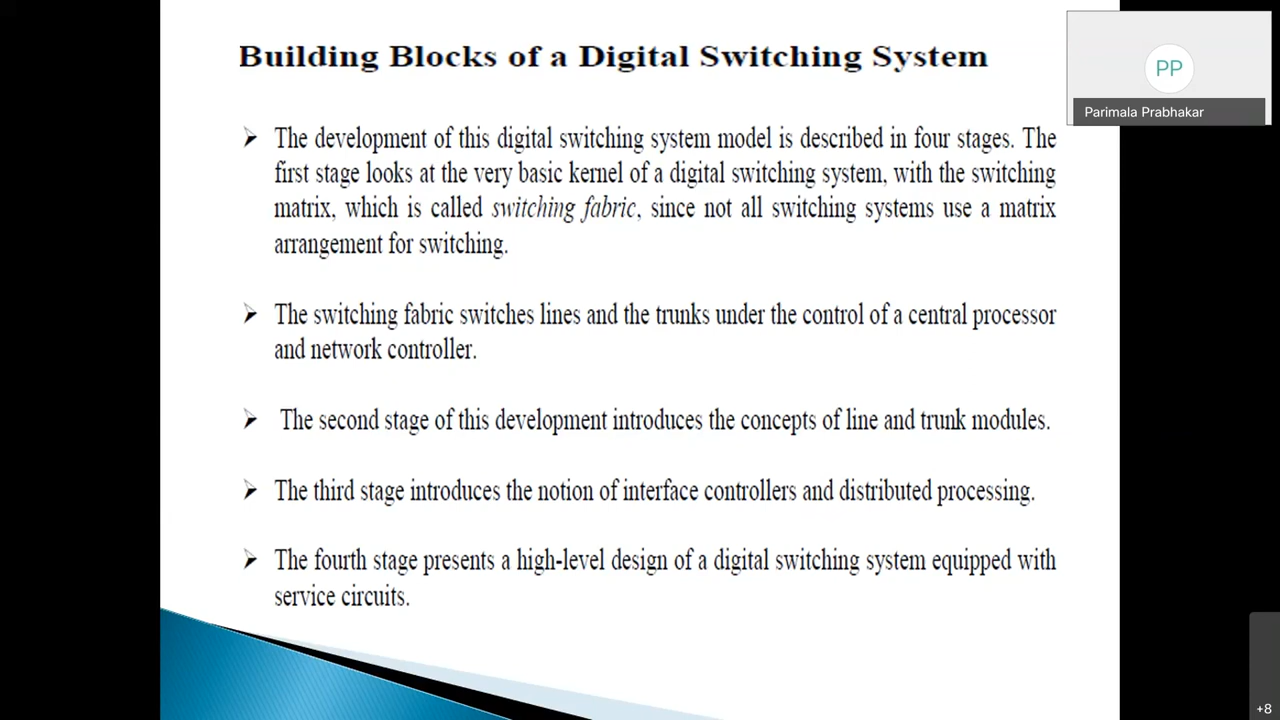 Building Blocks of a Digital Switching System
PP
Parimala Prabhakar
➢ The development of this digital switching system model is described in four stages. The
first stage looks at the very basic kernel of a digital switching system, with the switching
matrix, which is called switching fabric, since not all switching systems use a matrix
arrangement for switching.
➢ The switching fabric switches lines and the trunks under the control of a central processor
and network controller.
➢ The second stage of this development introduces the concepts of line and trunk modules.
➢ The third stage introduces the notion of interface controllers and distributed processing.
➢ The fourth stage presents a high-level design of a digital switching system equipped with
service circuits.
+8